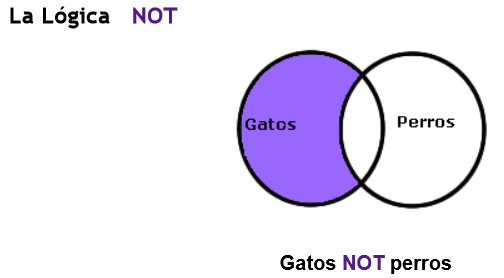 La Lógica NOT
Gatos
Perros
Gatos NOT perros